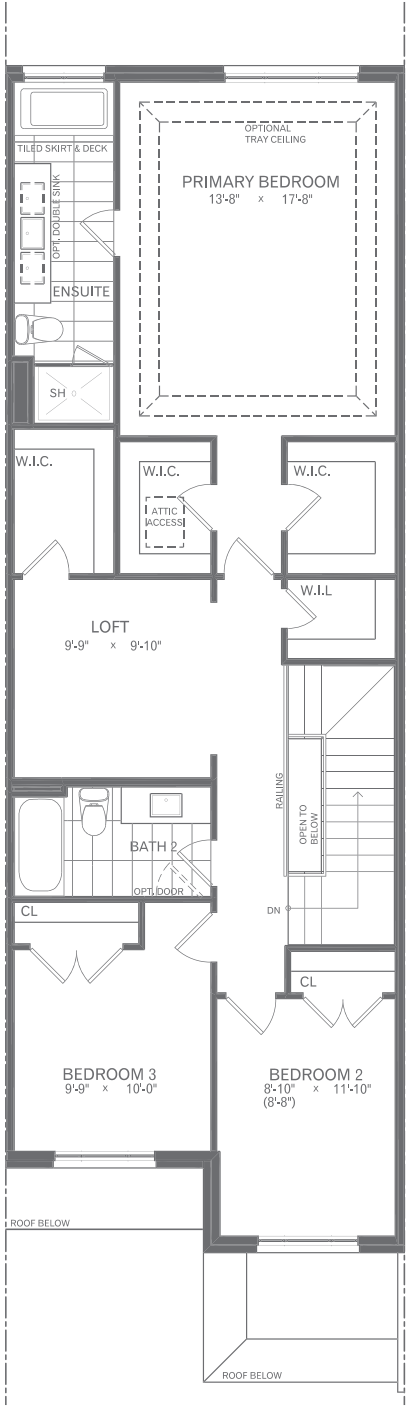 OPTIONAL
TRAY CEILING
TILED SKIRT & DECK
PRIMARY BEDROOM
13'-8" x 17'-8"
OPT. DOUBLE SINK
ENSUITE
SH
W.I.C.
W.I.C.
W.I.C.
ATTIC
ACCESS
W.I.L
LOFT
9'-9" x 9'-10"
RAILING
OPEN TO
BELOW
BATH 2
OPT. DOOR
CL
DN
CL
BEDROOM 3
9'-9" x 10'-0"
BEDROOM 2
8'-10" x 11'-10"
(8'-8")
ROOF BELOW
ROOF BELOW